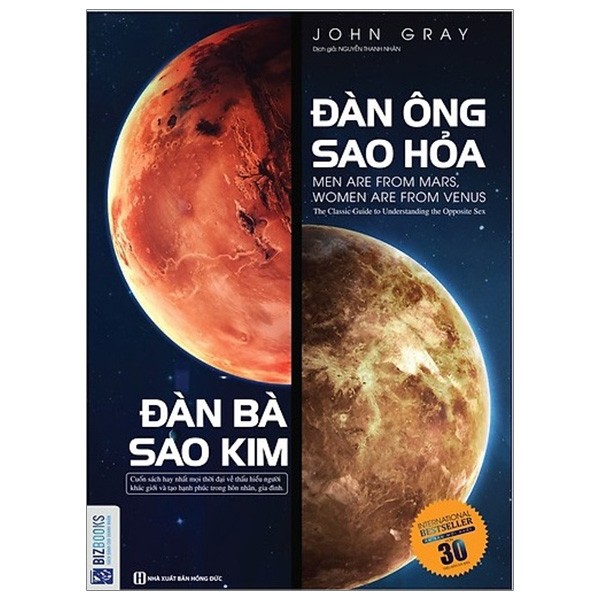 JOHN GRAY
Dịch giả: NGUYỄN THANH NHÀN
ĐÀN ÔNG
SAO HỎA
MEN ARE FROM MARS,
WOMEN ARE FROM VENUS
The Classic Guide to Understanding the Opposite Sex
ĐÀN BÀ
SAO KIM
Cuốn sách hay nhất mọi thời đại về thấu hiểu người
khác giới và tạo hạnh phúc trong hôn nhân, gia đình.
BIZBOOKS
INTERNATIONAL
BESTSELLER
30
NHÀ XUẤT BẢN HỒNG ĐỨC